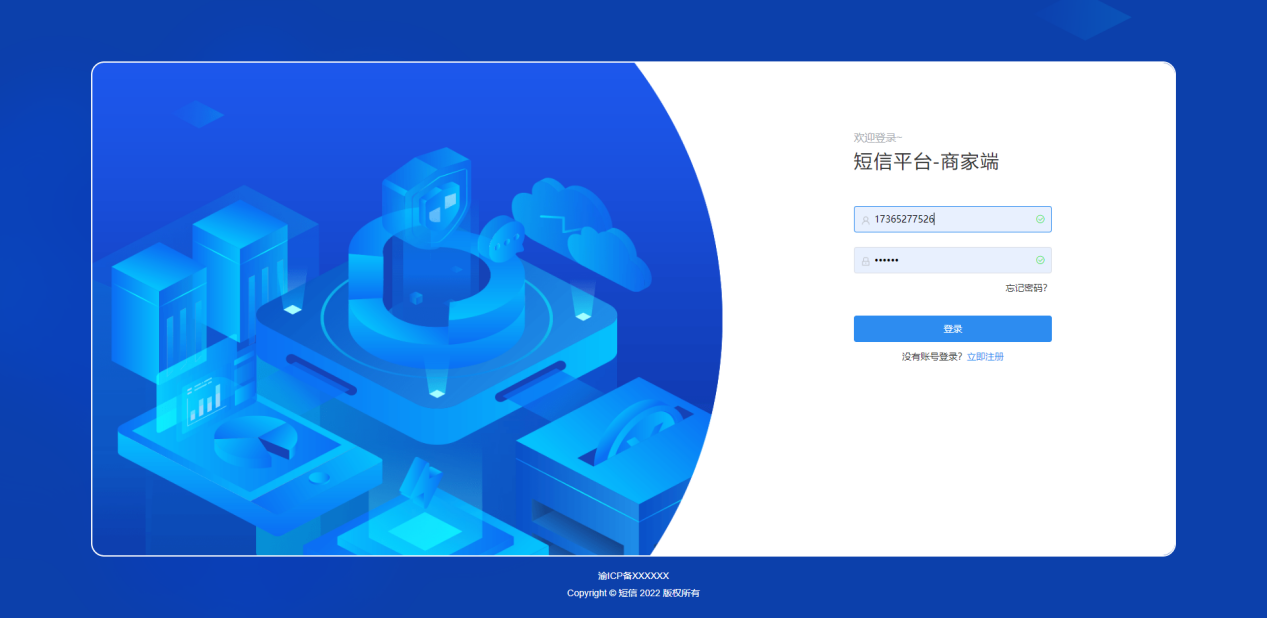 欢迎登录~
短信平台-商家端
17365277526
••••••
忘记密码?
登录
没有账号登录? 立即注册
渝ICP备XXXXXX
Copyright © 短信 2022 版权所有